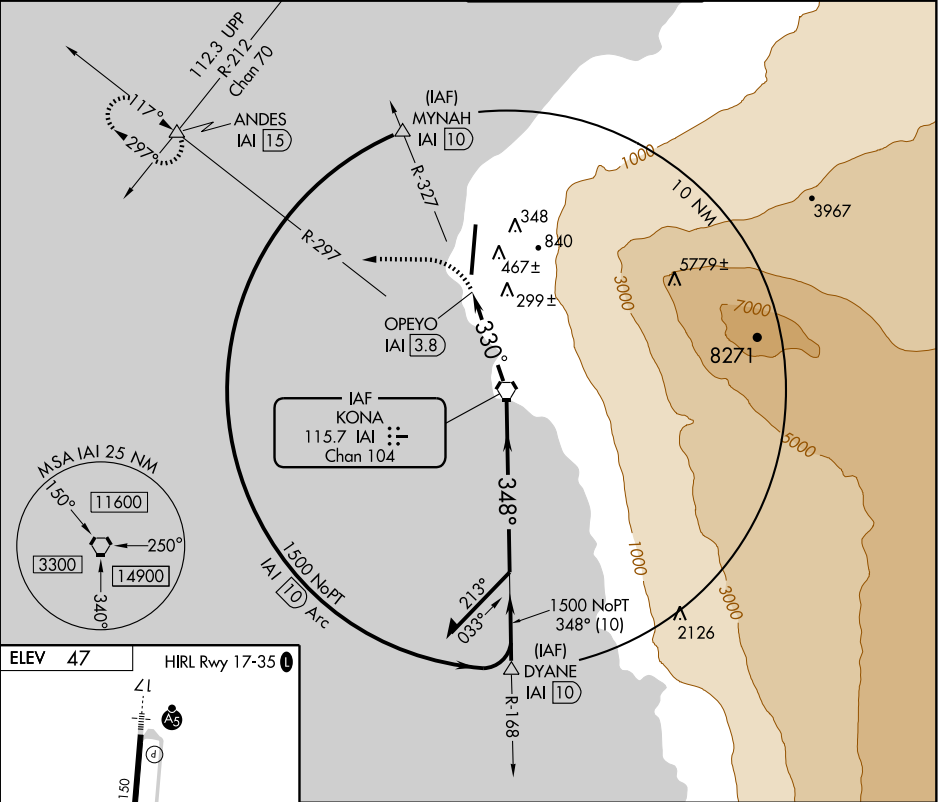 112.3 UPP
R-212
Chan 70
117°
297°
ANDES
IAI 15
(IAF)
MYNAH
IAI 10
R-327
R-297
1000
10 NM
3967
348
840
467±
299±
5779±
3000
7000
8271
OPEYO
IAI 3.8
330°
IAF
KONA
115.7 IAI
Chan 104
5000
MSA IAI 25 NM
150°
11600
250°
3300
14900
340°
348°
1500 NoPT
IAI 10 Arc
213°
033°
1500 NoPT
348° (10)
1000
3000
2126
(IAF)
DYANE
IAI 10
R-168
ELEV 47
HIRL Rwy 17-35 L
17
A5
P
150